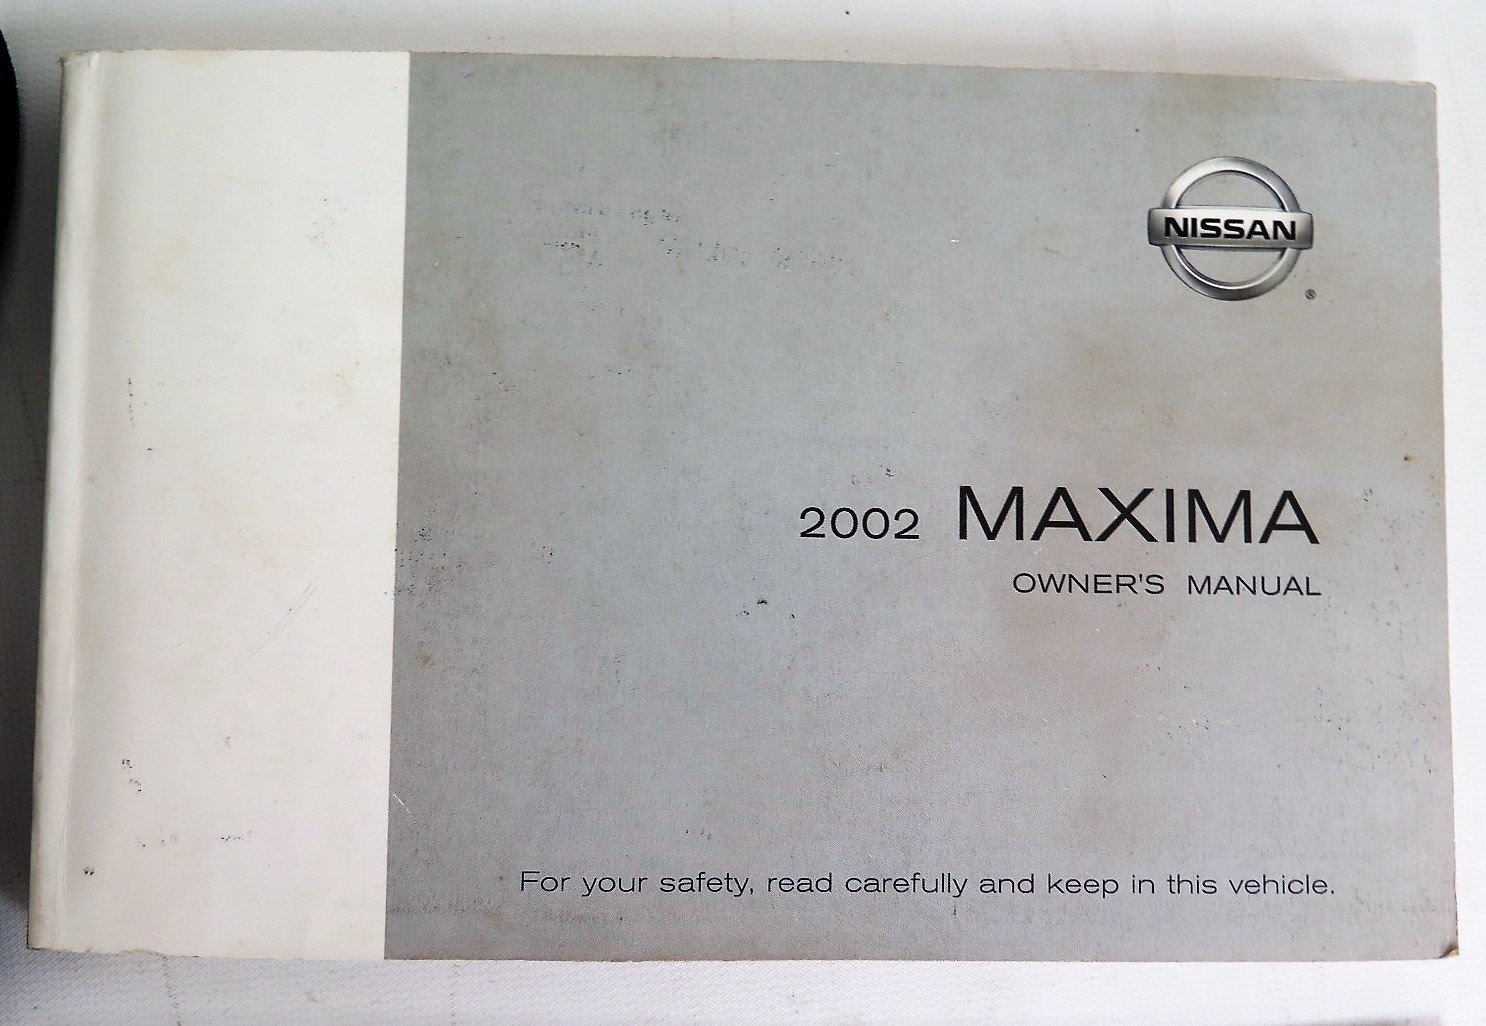 NISSAN
®
2002 MAXIMA
OWNER'S MANUAL
For your safety, read carefully and keep in this vehicle.